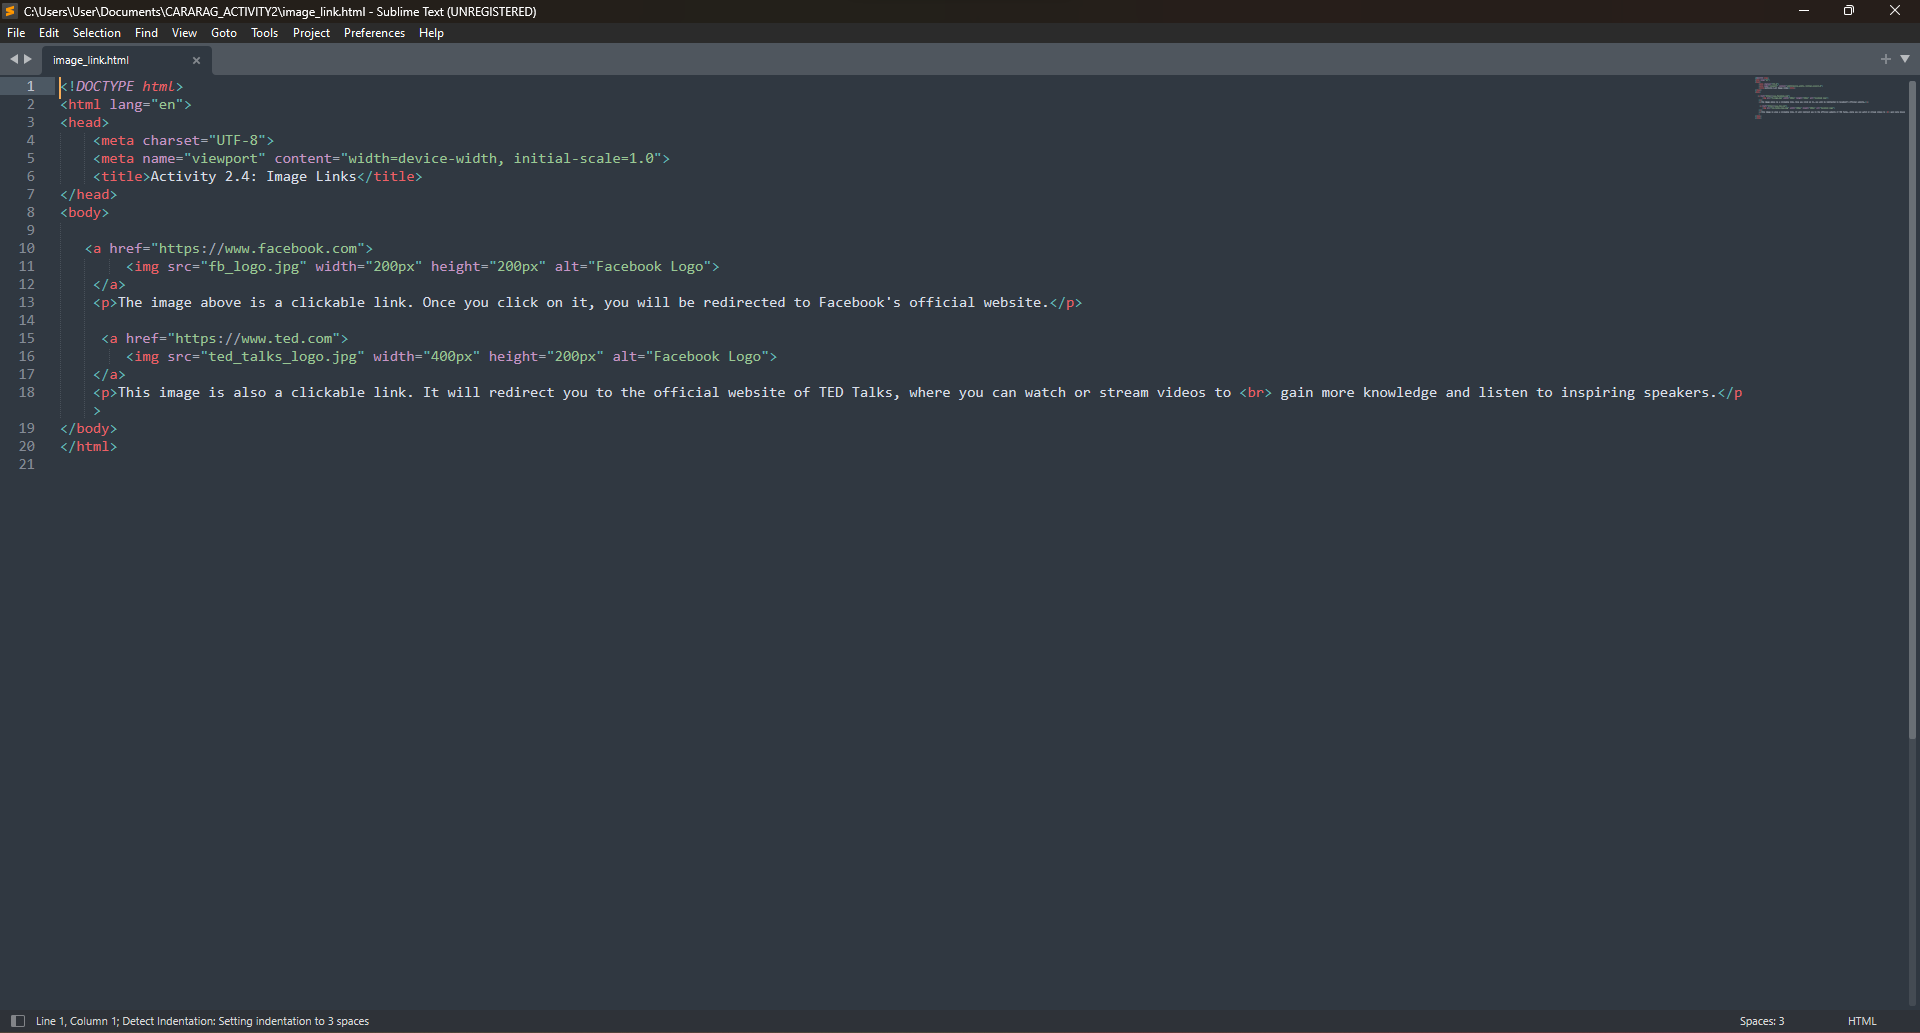 C:\Users\User\Documents\CARARAG_ACTIVITY2\image_link.html - Sublime Text (UNREGISTERED)
File Edit Selection Find View Goto Tools Project Preferences Help
image_link.html
1 <!DOCTYPE html>
2 <html lang="en">
3 <head>
4 <meta charset="UTF-8">
5 <meta name="viewport" content="width=device-width, initial-scale=1.0">
6 <title>Activity 2.4: Image Links</title>
7 </head>
8 <body>
9
10 <a href="https://www.facebook.com">
11 <img src="fb_logo.jpg" width="200px" height="200px" alt="Facebook Logo">
12 </a>
13 <p>The image above is a clickable link. Once you click on it, you will be redirected to Facebook's official website.</p>
14
15 <a href="https://www.ted.com">
16 <img src="ted_talks_logo.jpg" width="400px" height="200px" alt="Facebook Logo">
17 </a>
18 <p>This image is also a clickable link. It will redirect you to the official website of TED Talks, where you can watch or stream videos to <br> gain more knowledge and listen to inspiring speakers.</p
>
19 </body>
20 </html>
21
Line 1, Column 1; Detect Indentation: Setting indentation to 3 spaces
Spaces: 3
HTML